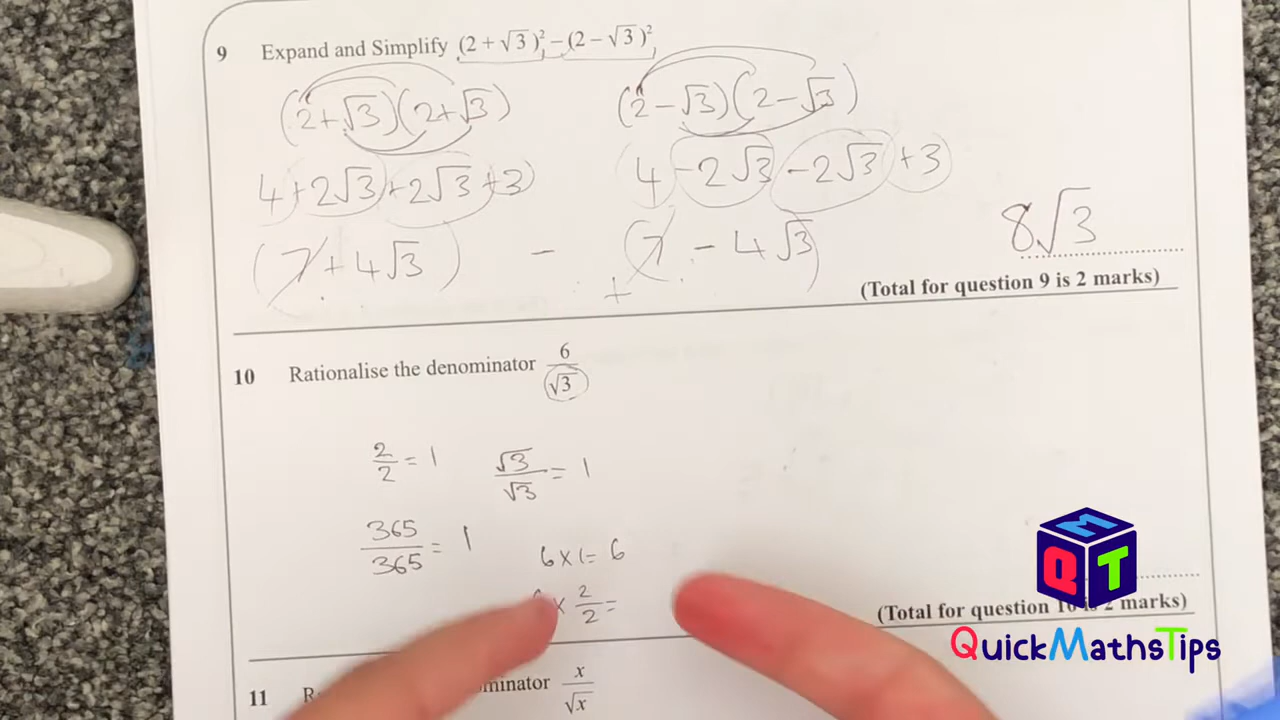 9 Expand and Simplify (2 + √3)² − (2 − √3)²
(2+√3)(2+√3) (2−√3)(2−√3)
4+2√3+2√3+3 4−2√3−2√3+3
(7+4√3) − (7 − 4√3)
+
8√3
(Total for question 9 is 2 marks)
10 Rationalise the denominator 6/√3
2/2 = 1 √3/√3 = 1
365/365 = 1 6×1=6
× 2/2 =
(Total for question 10 is 2 marks)
MQT
QuickMathsTips
11 x/√x